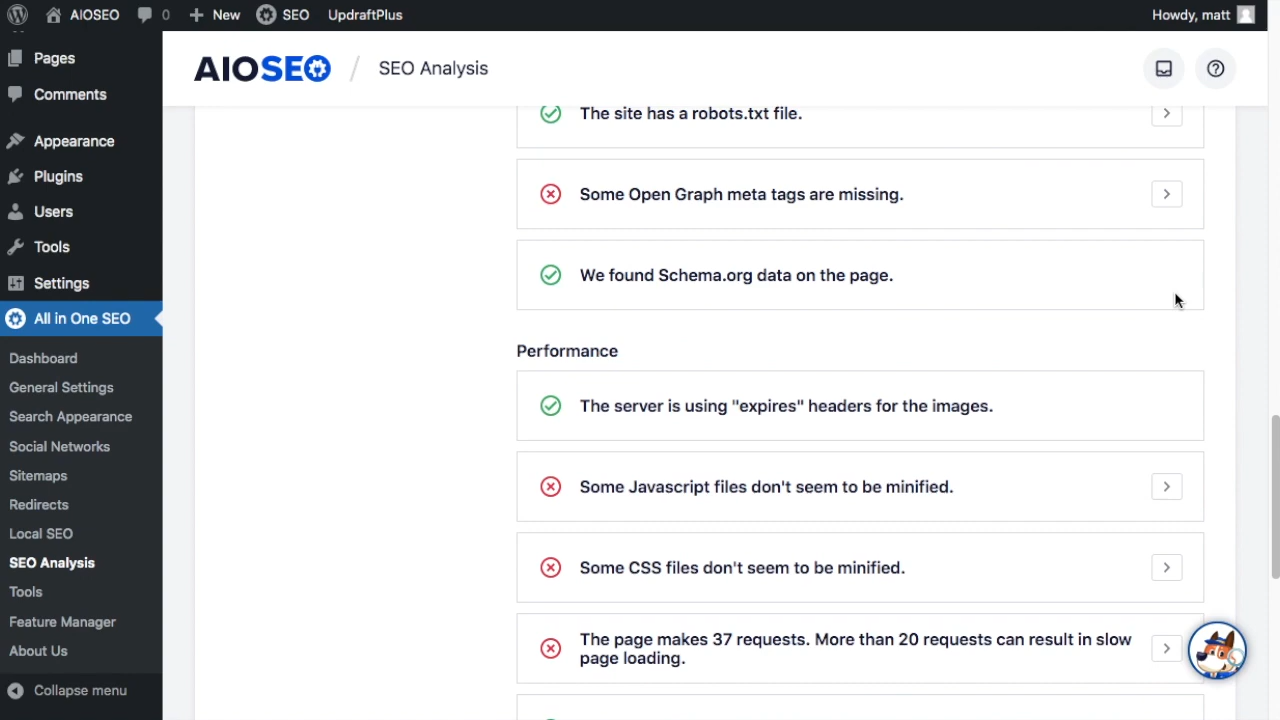 AIOSEO
0
New
SEO
UpdraftPlus
Howdy, matt
Pages
Comments
Appearance
Plugins
Users
Tools
Settings
All in One SEO
Dashboard
General Settings
Search Appearance
Social Networks
Sitemaps
Redirects
Local SEO
SEO Analysis
Tools
Feature Manager
About Us
Collapse menu
AIOSEO / SEO Analysis
The site has a robots.txt file.
Some Open Graph meta tags are missing.
We found Schema.org data on the page.
Performance
The server is using "expires" headers for the images.
Some Javascript files don't seem to be minified.
Some CSS files don't seem to be minified.
The page makes 37 requests. More than 20 requests can result in slow
page loading.